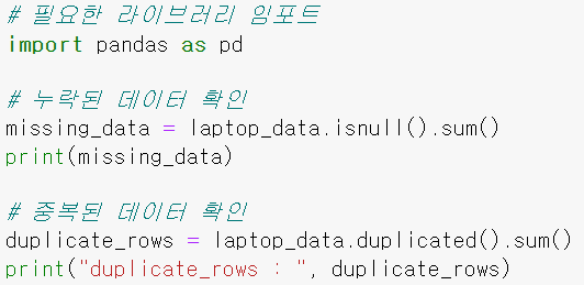 # 필요한 라이브러리 임포트
import pandas as pd
# 누락된 데이터 확인
missing_data = laptop_data.isnull().sum()
print(missing_data)
# 중복된 데이터 확인
duplicate_rows = laptop_data.duplicated().sum()
print("duplicate_rows : ", duplicate_rows)